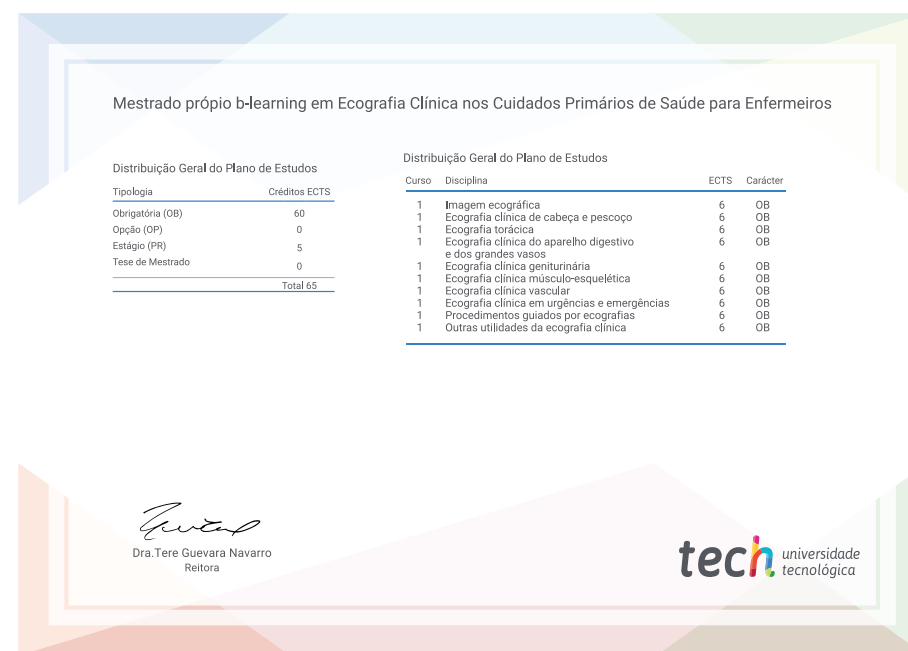 Mestrado própio b-learning em Ecografia Clínica nos Cuidados Primários de Saúde para Enfermeiros
Distribuição Geral do Plano de Estudos
Tipologia Créditos ECTS
Obrigatória (OB) 60
Opção (OP) 0
Estágio (PR) 5
Tese de Mestrado 0
Total 65
Distribuição Geral do Plano de Estudos
Curso Disciplina ECTS Carácter
1 Imagem ecográfica 6 OB
1 Ecografia clínica de cabeça e pescoço 6 OB
1 Ecografia torácica 6 OB
1 Ecografia clínica do aparelho digestivo 6 OB
e dos grandes vasos
1 Ecografia clínica geniturinária 6 OB
1 Ecografia clínica músculo-esquelética 6 OB
1 Ecografia clínica vascular 6 OB
1 Ecografia clínica em urgências e emergências 6 OB
1 Procedimentos guiados por ecografias 6 OB
1 Outras utilidades da ecografia clínica 6 OB
Dra.Tere Guevara Navarro
Reitora
tech universidade
tecnológica